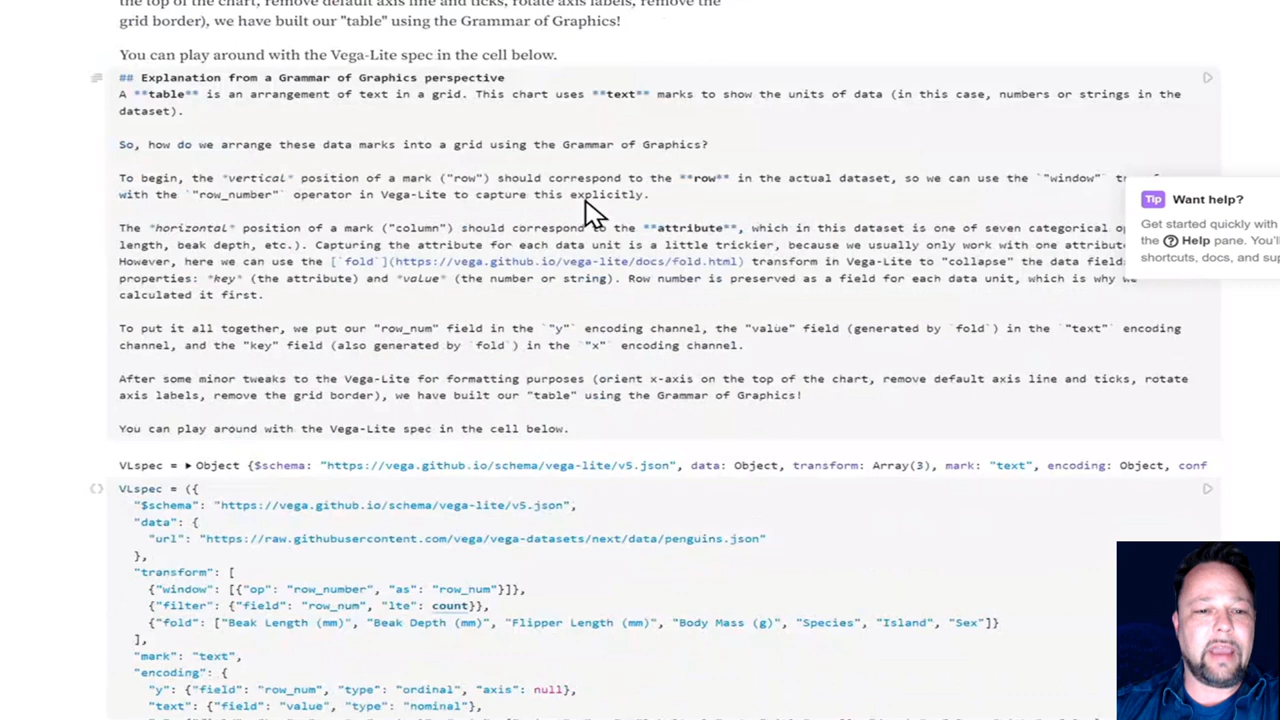 the top of the chart, remove default axis line and ticks, rotate axis labels, remove the
grid border), we have built our "table" using the Grammar of Graphics!
You can play around with the Vega-Lite spec in the cell below.
## Explanation from a Grammar of Graphics perspective
A **table** is an arrangement of text in a grid. This chart uses **text** marks to show the units of data (in this case, numbers or strings in the
dataset).
So, how do we arrange these data marks into a grid using the Grammar of Graphics?
To begin, the *vertical* position of a mark ("row") should correspond to the **row** in the actual dataset, so we can use the `"window"
with the `"row_number"` operator in Vega-Lite to capture this explicitly.
The *horizontal* position of a mark ("column") should correspond to the **attribute**, which in this dataset is one of seven categorical
length, beak depth, etc.). Capturing the attribute for each data unit is a little trickier, because we usually only work with one
However, here we can use the [`fold`](https://vega.github.io/vega-lite/docs/fold.html) transform in Vega-Lite to "collapse" the data
properties: *key* (the attribute) and *value* (the number or string). Row number is preserved as a field for each data unit, which is why
calculated it first.
To put it all together, we put our "row_num" field in the `"y"` encoding channel, the "value" field (generated by `fold`) in the `"text"` encoding
channel, and the "key" field (also generated by `fold`) in the `"x"` encoding channel.
After some minor tweaks to the Vega-Lite for formatting purposes (orient x-axis on the top of the chart, remove default axis line and ticks, rotate
axis labels, remove the grid border), we have built our "table" using the Grammar of Graphics!
You can play around with the Vega-Lite spec in the cell below.
VLspec = ▸ Object {$schema: "https://vega.github.io/schema/vega-lite/v5.json", data: Object, transform: Array(3), mark: "text", encoding: Object, conf
VLspec = ({
"$schema": "https://vega.github.io/schema/vega-lite/v5.json",
"data": {
"url": "https://raw.githubusercontent.com/vega/vega-datasets/next/data/penguins.json"
},
"transform": [
{"window": [{"op": "row_number", "as": "row_num"}]},
{"filter": {"field": "row_num", "lte": count}},
{"fold": ["Beak Length (mm)", "Beak Depth (mm)", "Flipper Length (mm)", "Body Mass (g)", "Species", "Island", "Sex"]}
],
"mark": "text",
"encoding": {
"y": {"field": "row_num", "type": "ordinal", "axis": null},
"text": {"field": "value", "type": "nominal"},
Tip Want help?
Get started quickly with
the ? Help pane. You'll
shortcuts, docs, and